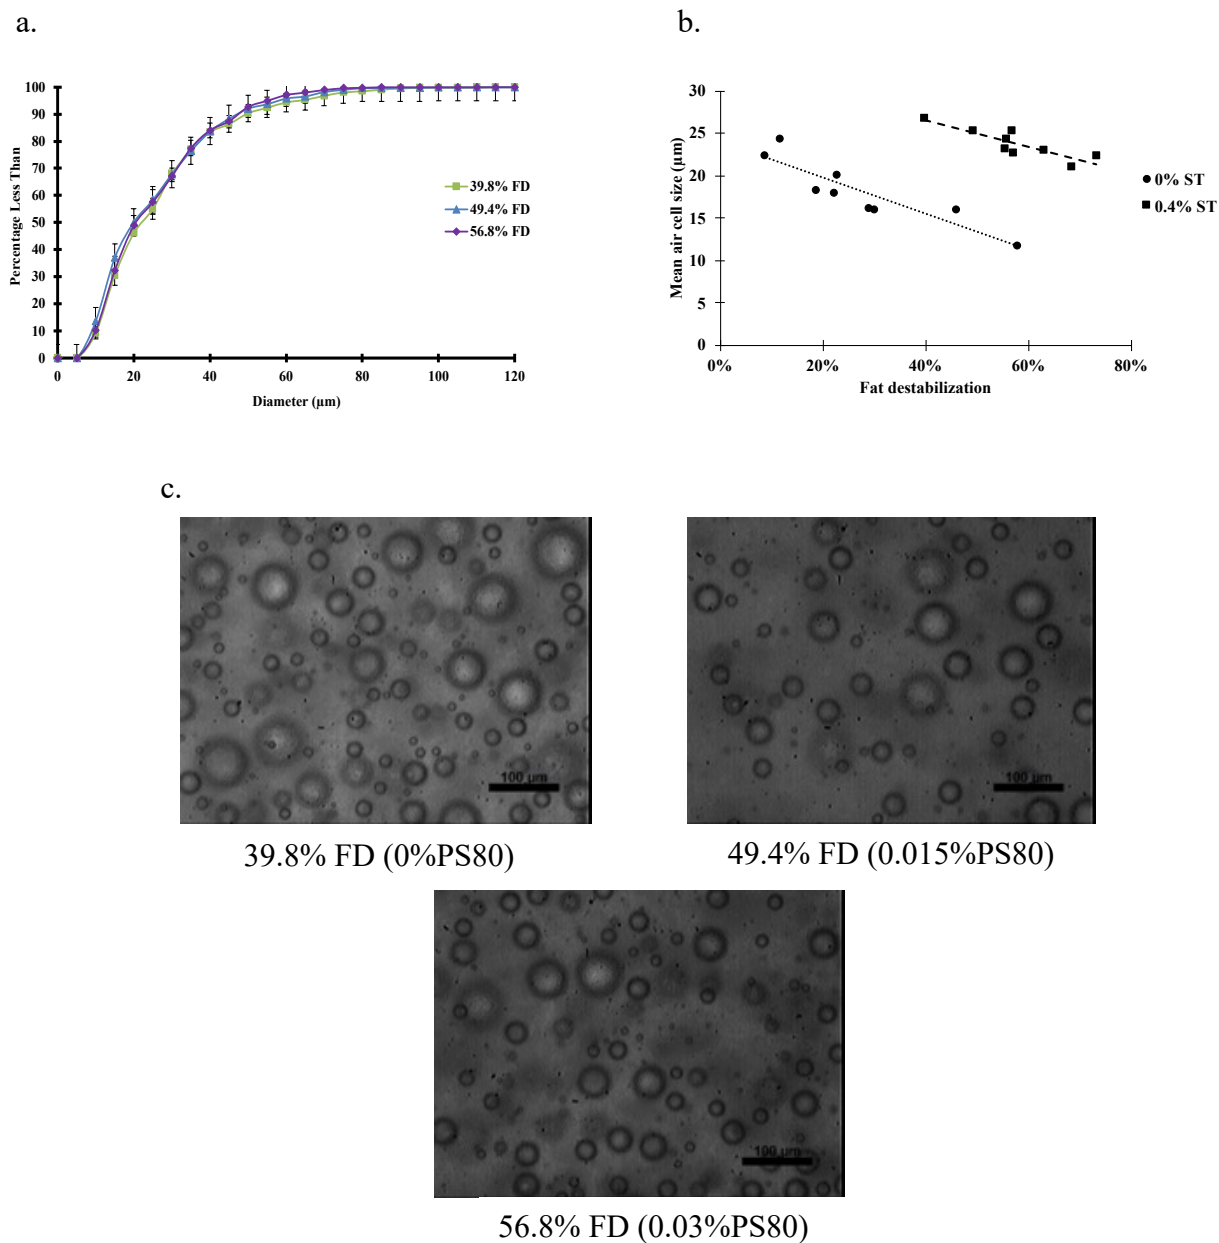 a.
100
90
80
70
60
50
40
30
20
10
0
Percentage Less Than
0 20 40 60 80 100 120
Diameter (µm)
39.8% FD
49.4% FD
56.8% FD
b.
30
25
20
15
10
5
0
Mean air cell size (µm)
0% 20% 40% 60% 80%
Fat destabilization
0% ST
0.4% ST
c.
100 µm
100 µm
39.8% FD (0%PS80)
49.4% FD (0.015%PS80)
100 µm
56.8% FD (0.03%PS80)